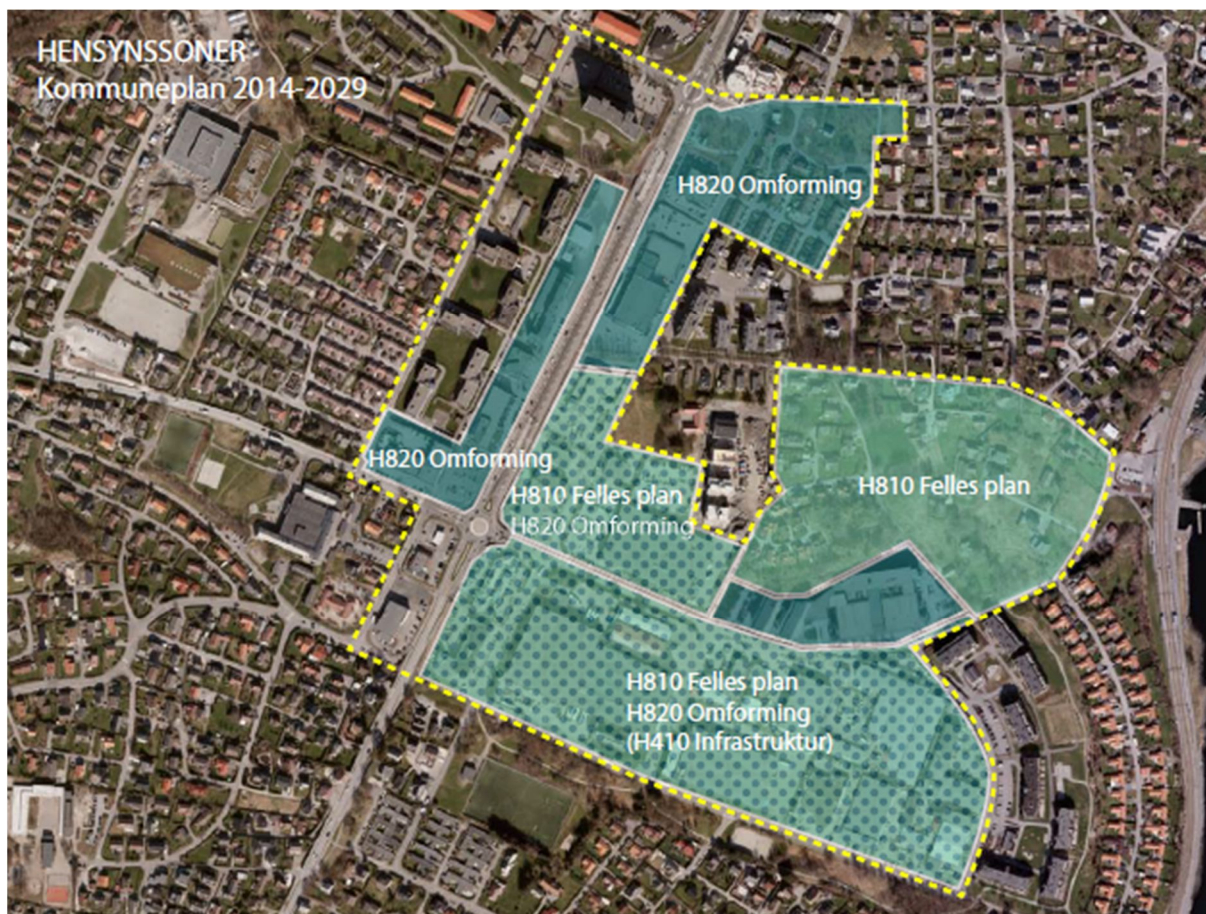 HENSYNSSONER
Kommuneplan 2014-2029
H820 Omforming
H820 Omforming
H810 Felles plan
H820 Omforming
H810 Felles plan
H810 Felles plan
H820 Omforming
(H410 Infrastruktur)